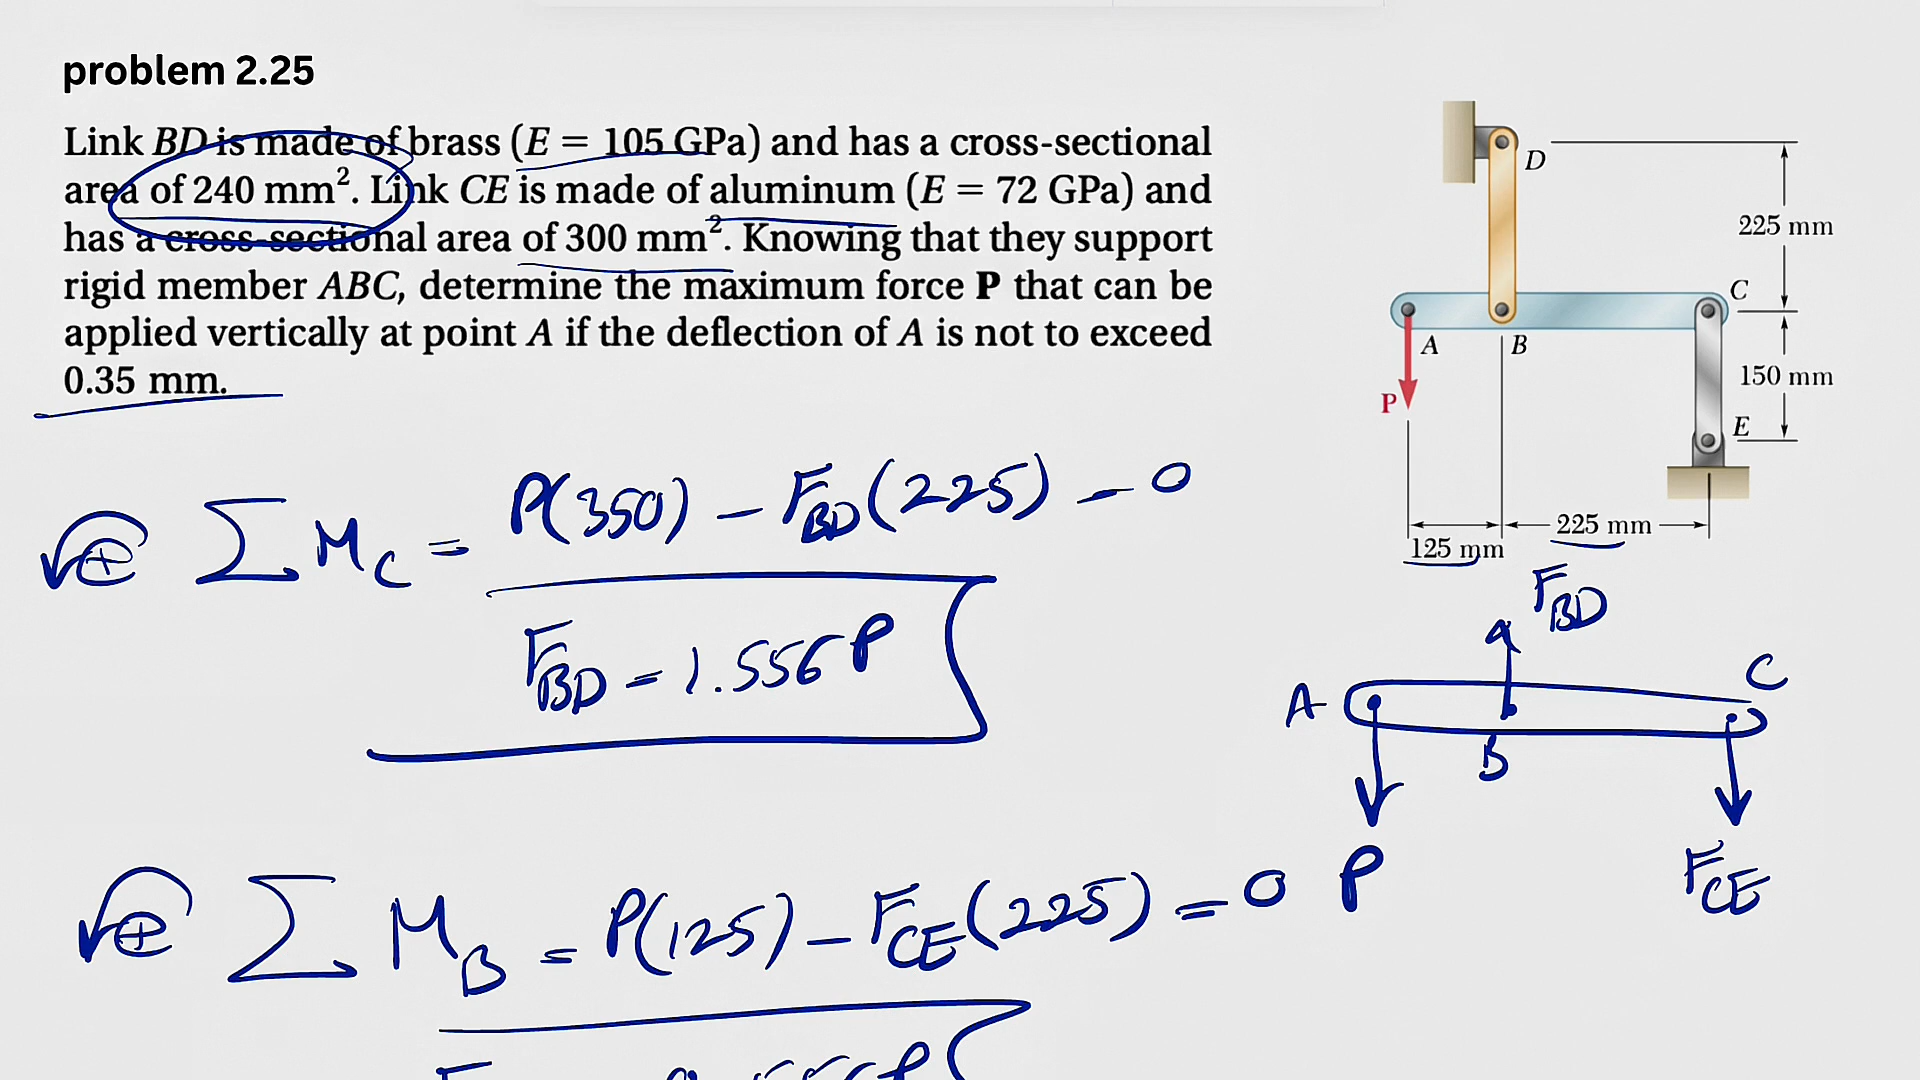 problem 2.25
Link BD is made of brass (E = 105 GPa) and has a cross-sectional
area of 240 mm². Link CE is made of aluminum (E = 72 GPa) and
has a cross-sectional area of 300 mm². Knowing that they support
rigid member ABC, determine the maximum force P that can be
applied vertically at point A if the deflection of A is not to exceed
0.35 mm.
D
225 mm
C
A
B
150 mm
P
E
225 mm
125 mm
+ ΣM_C = P(350) - F_BD(225) - 0
F_BD = 1.556P
F_BD
A
C
B
P
F_CE
+ ΣM_B = P(125) - F_CE(225) = 0